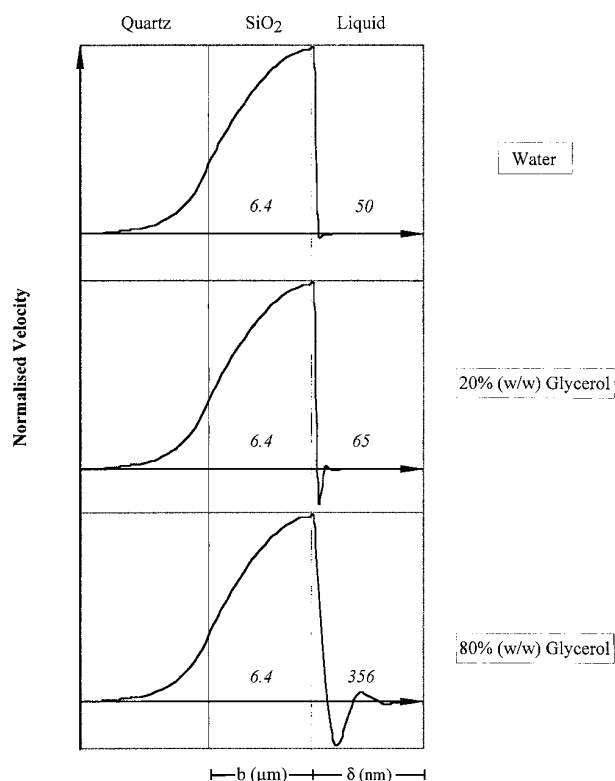 Quartz SiO2 Liquid
Normalised Velocity
6.4 50
Water
6.4 65
20% (w/w) Glycerol
6.4 356
80% (w/w) Glycerol
b (μm) δ (nm)